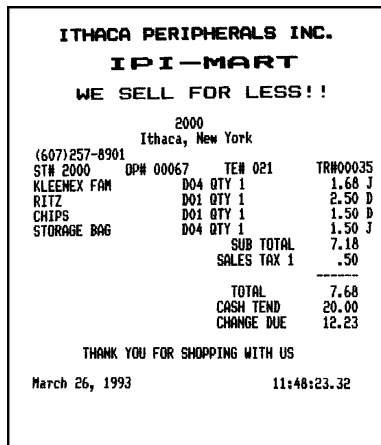 ITHACA PERIPHERALS INC.
IPI-MART
WE SELL FOR LESS!!
2000
Ithaca, New York
(607)257-8901
ST# 2000 OP# 00067 TE# 021 TR#00035
KLEENEX FAM D04 QTY 1 1.68 J
RITZ D01 QTY 1 2.50 D
CHIPS D01 QTY 1 1.50 D
STORAGE BAG D04 QTY 1 1.50 J
SUB TOTAL 7.18
SALES TAX 1 .50
------
TOTAL 7.68
CASH TEND 20.00
CHANGE DUE 12.23
THANK YOU FOR SHOPPING WITH US
March 26, 1993 11:48:23.32